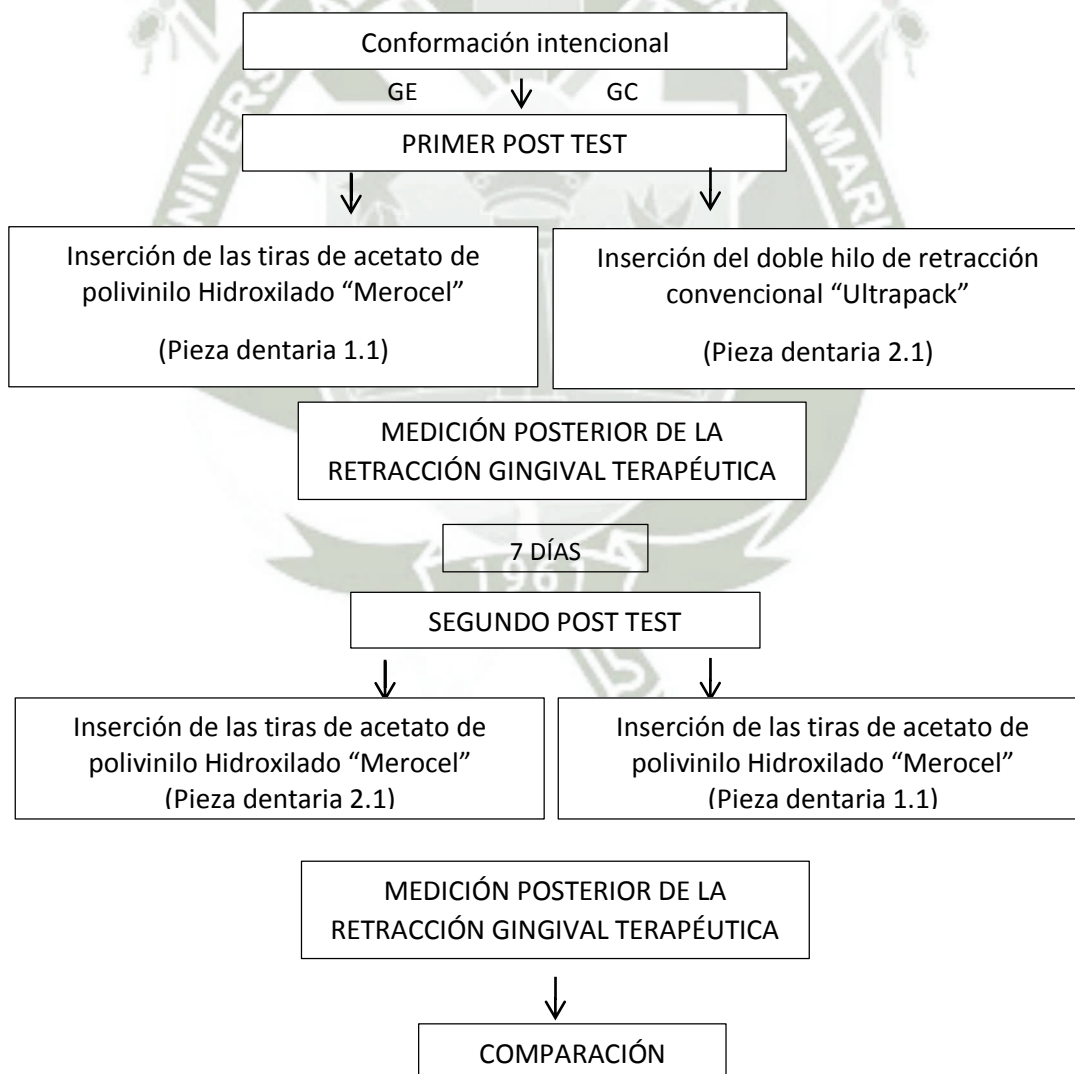 Conformación intencional
GE GC
PRIMER POST TEST
Inserción de las tiras de acetato de
polivinilo Hidroxilado “Merocel”
(Pieza dentaria 1.1)
Inserción del doble hilo de retracción
convencional “Ultrapack”
(Pieza dentaria 2.1)
MEDICIÓN POSTERIOR DE LA
RETRACCIÓN GINGIVAL TERAPÉUTICA
7 DÍAS
1961
SEGUNDO POST TEST
Inserción de las tiras de acetato de
polivinilo Hidroxilado “Merocel”
(Pieza dentaria 2.1)
Inserción de las tiras de acetato de
polivinilo Hidroxilado “Merocel”
(Pieza dentaria 1.1)
MEDICIÓN POSTERIOR DE LA
RETRACCIÓN GINGIVAL TERAPÉUTICA
COMPARACIÓN